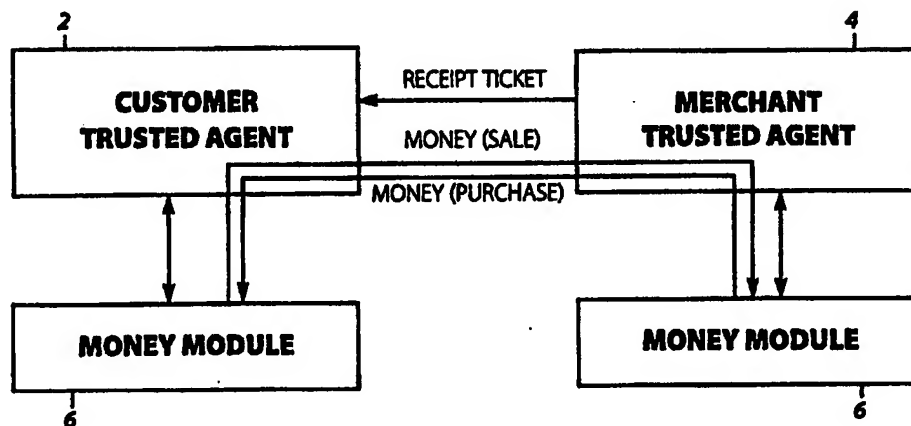 2
4
CUSTOMER
TRUSTED AGENT
RECEIPT TICKET
MERCHANT
TRUSTED AGENT
MONEY (SALE)
MONEY (PURCHASE)
MONEY MODULE
MONEY MODULE
6
6